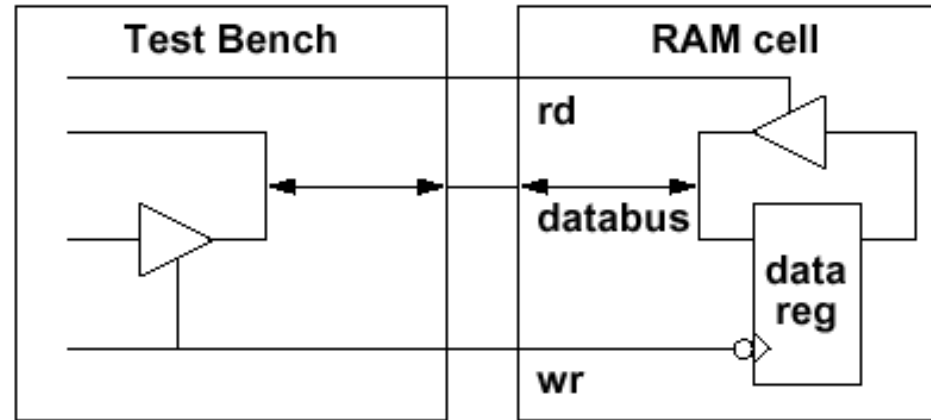 Test Bench
RAM cell
rd
databus
data
reg
wr